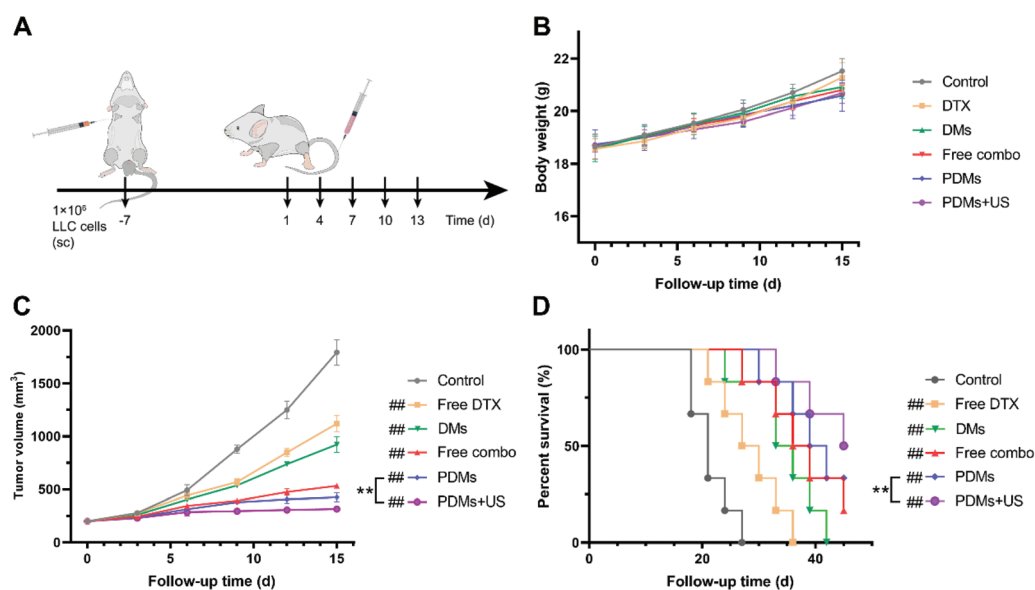 A
1×10⁶
LLC cells
(sc)
-7
1
4
7
10
13
Time (d)
B
Body weight (g)
22
20
18
16
0
5
10
15
Follow-up time (d)
Control
DTX
DMs
Free combo
PDMs
PDMs+US
C
Tumor volume (mm³)
2000
1500
1000
500
0
0
5
10
15
Follow-up time (d)
Control
## Free DTX
## DMs
## Free combo
## PDMs
**
## PDMs+US
D
Percent survival (%)
100
50
0
0
20
40
Follow-up time (d)
Control
## Free DTX
## DMs
## Free combo
## PDMs
**
## PDMs+US